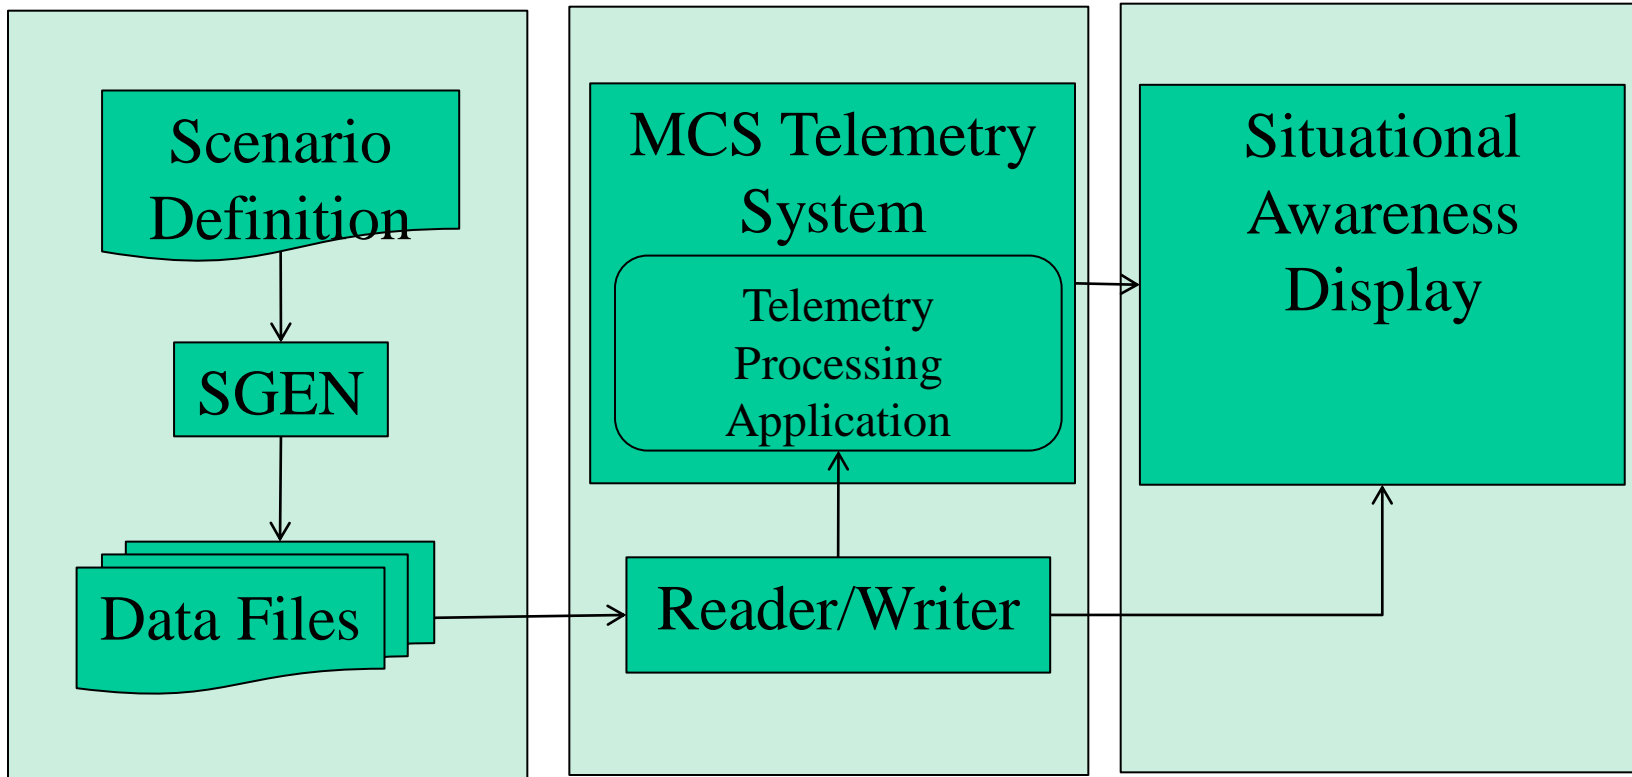 Scenario
Definition
SGEN
Data Files
MCS Telemetry
System
Telemetry
Processing
Application
Reader/Writer
Situational
Awareness
Display